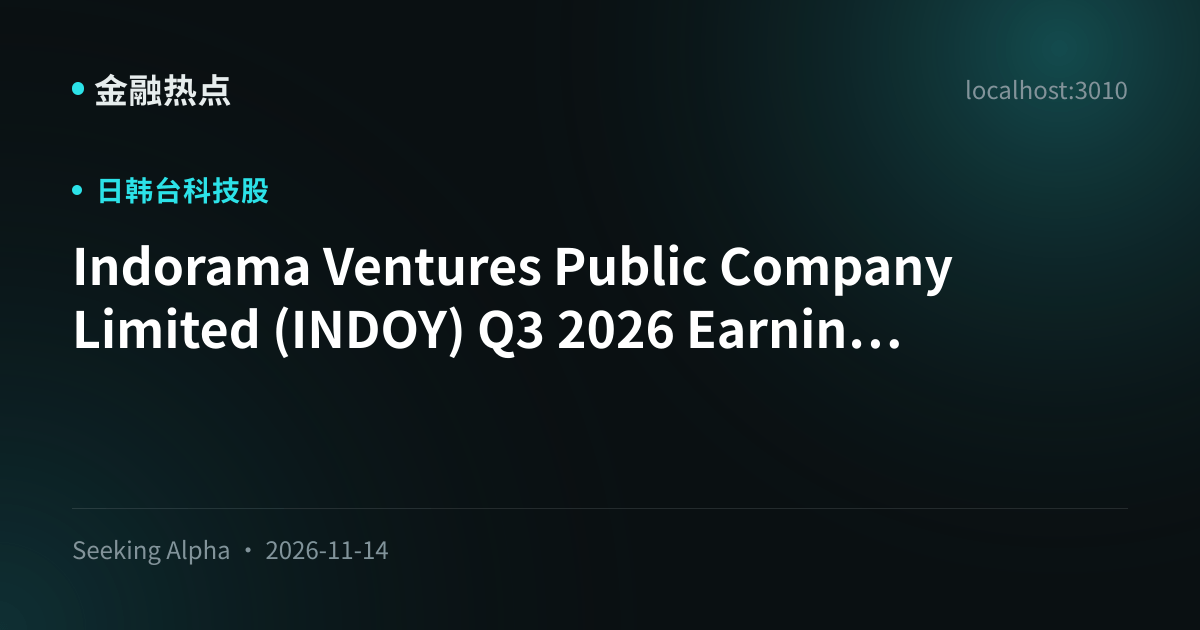 金融热点
localhost:3010
日韩台科技股
Indorama Ventures Public Company
Limited (INDOY) Q3 2026 Earnin…
Seeking Alpha • 2026-11-14